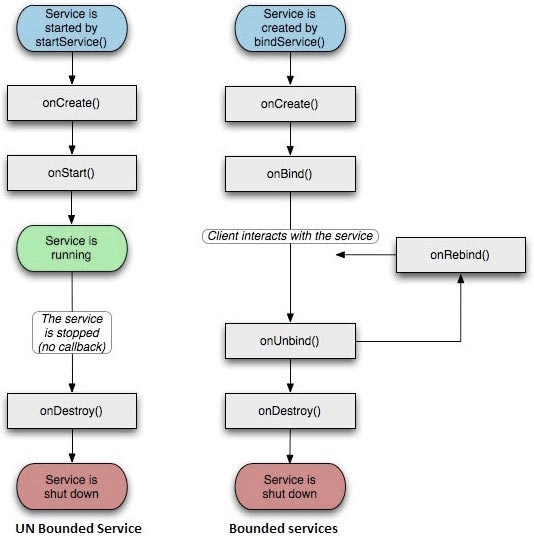 Service is
started by
startService()
onCreate()
onStart()
Service is
running
The service
is stopped
(no callback)
onDestroy()
Service is
shut down
UN Bounded Service
Service is
created by
bindService()
onCreate()
onBind()
Client interacts with the service
onRebind()
onUnbind()
onDestroy()
Service is
shut down
Bounded services